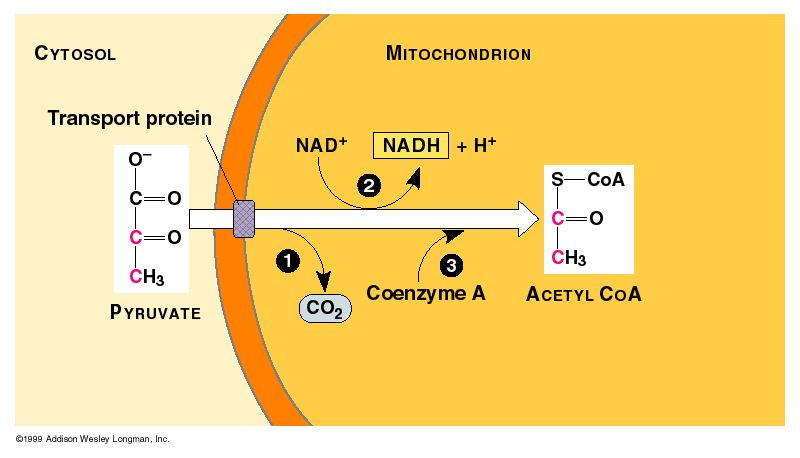 CYTOSOL
MITOCHONDRION
Transport protein
O⁻
C=O
C=O
CH₃
PYRUVATE
NAD⁺
NADH + H⁺
2
1
CO₂
3
Coenzyme A
S—CoA
C=O
CH₃
ACETYL COA
©1999 Addison Wesley Longman, Inc.